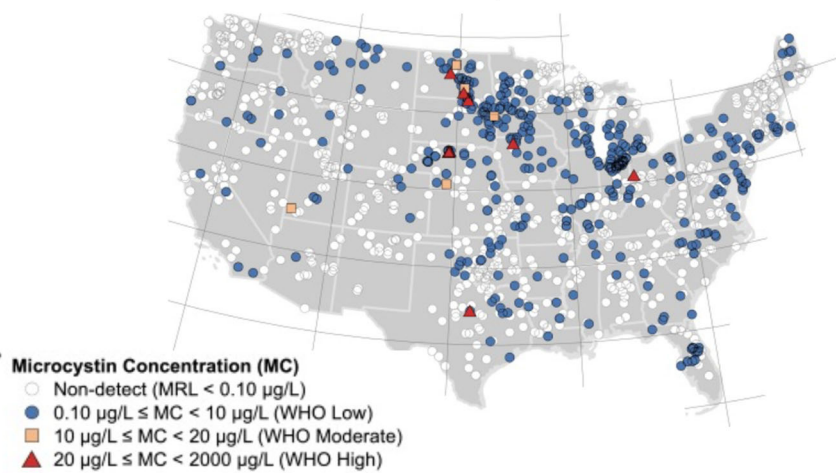 Microcystin Concentration (MC)
Non-detect (MRL < 0.10 µg/L)
0.10 µg/L ≤ MC < 10 µg/L (WHO Low)
10 µg/L ≤ MC < 20 µg/L (WHO Moderate)
20 µg/L ≤ MC < 2000 µg/L (WHO High)